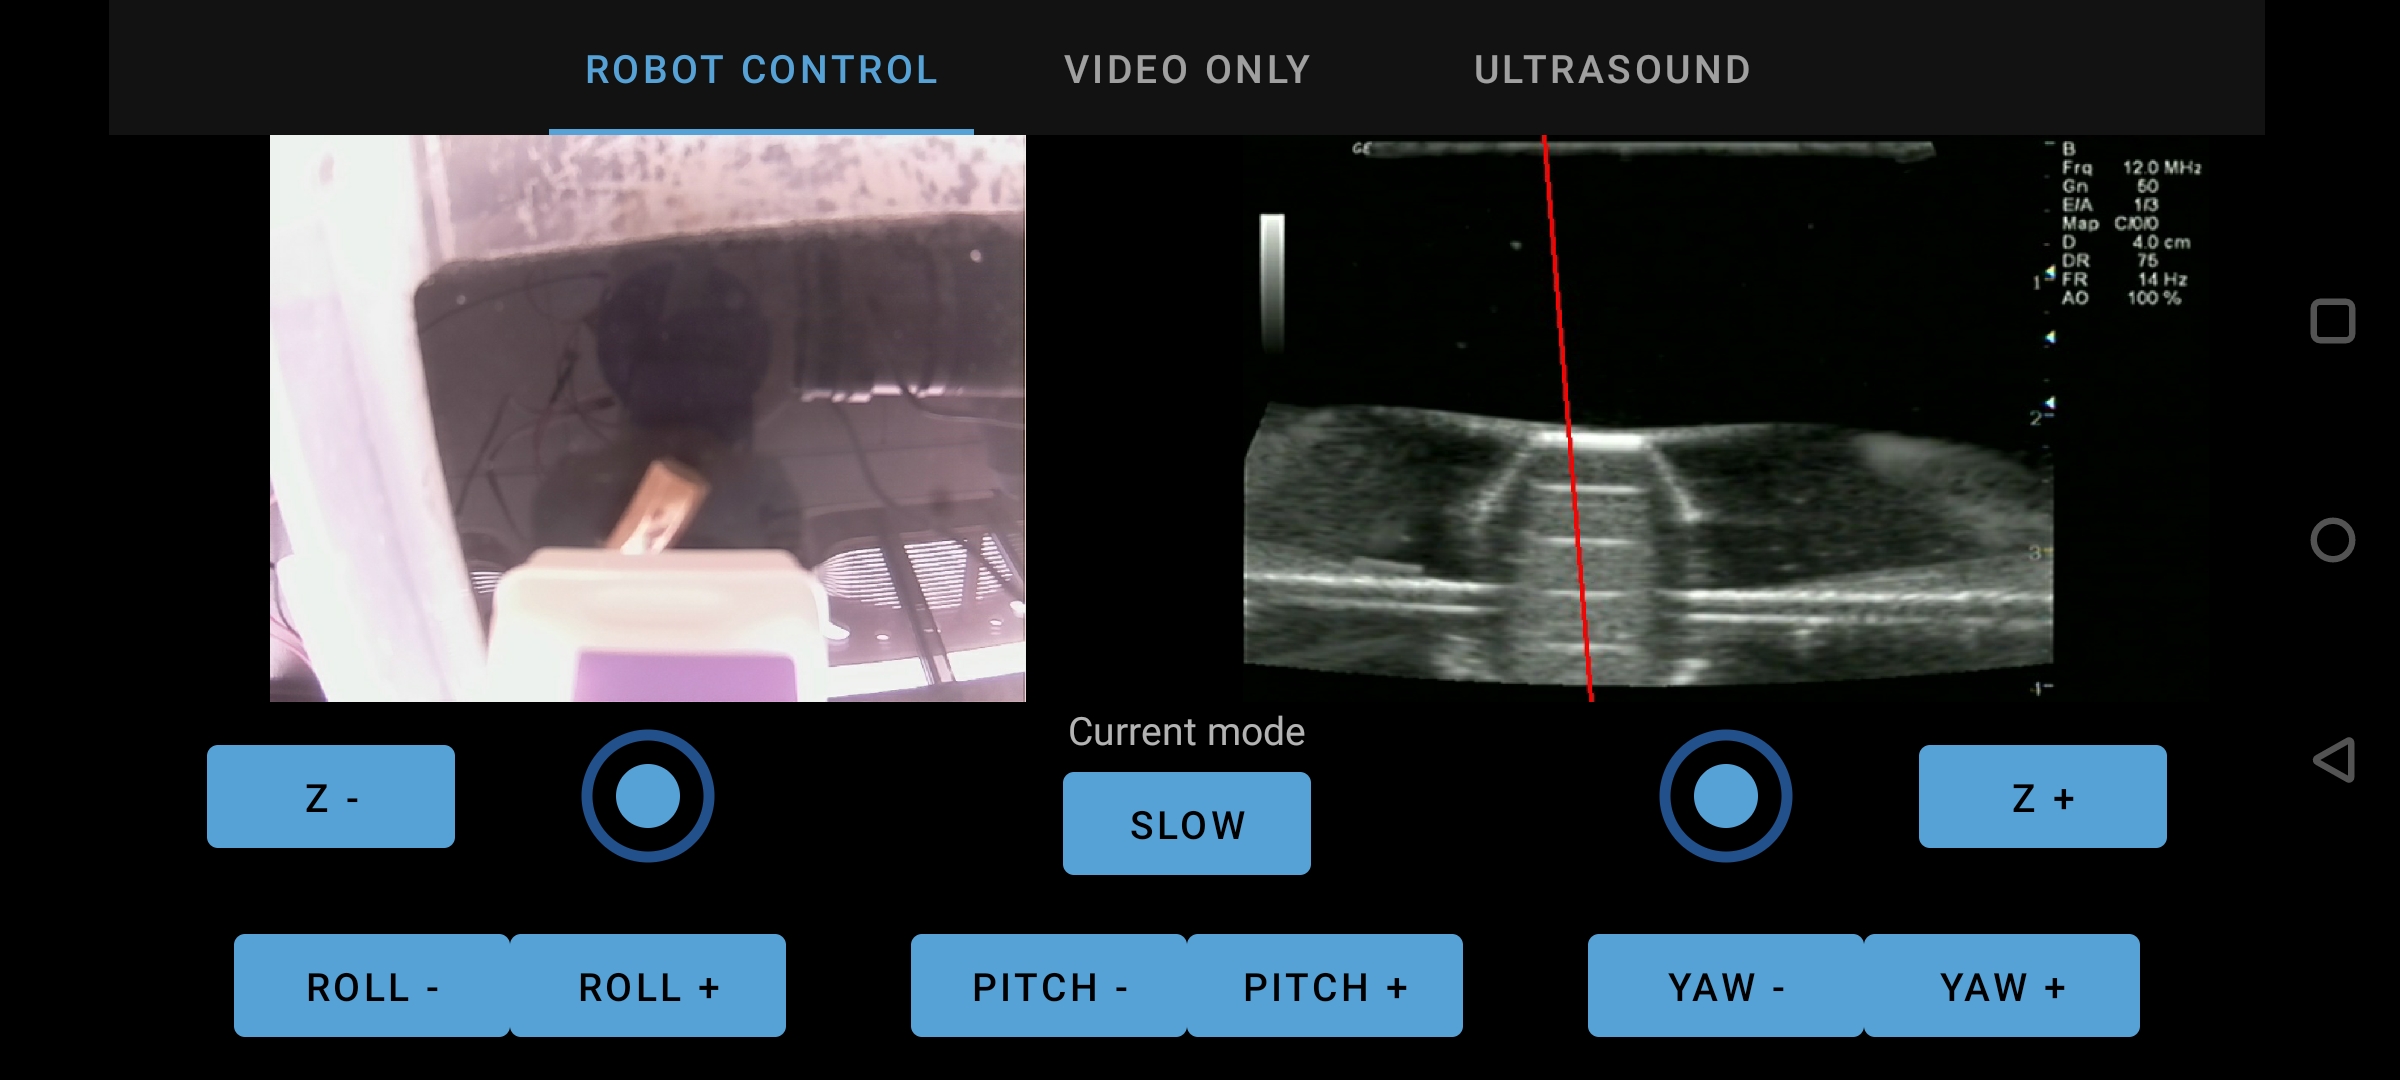 ROBOT CONTROL VIDEO ONLY ULTRASOUND
GE
B
Frq 12.0 MHz
Gn 50
E/A 1/3
Map C/0/0
D 4.0 cm
DR 75
FR 14 Hz
AO 100 %
1
2
3
4
Current mode
Z - SLOW Z +
ROLL - ROLL + PITCH - PITCH + YAW - YAW +